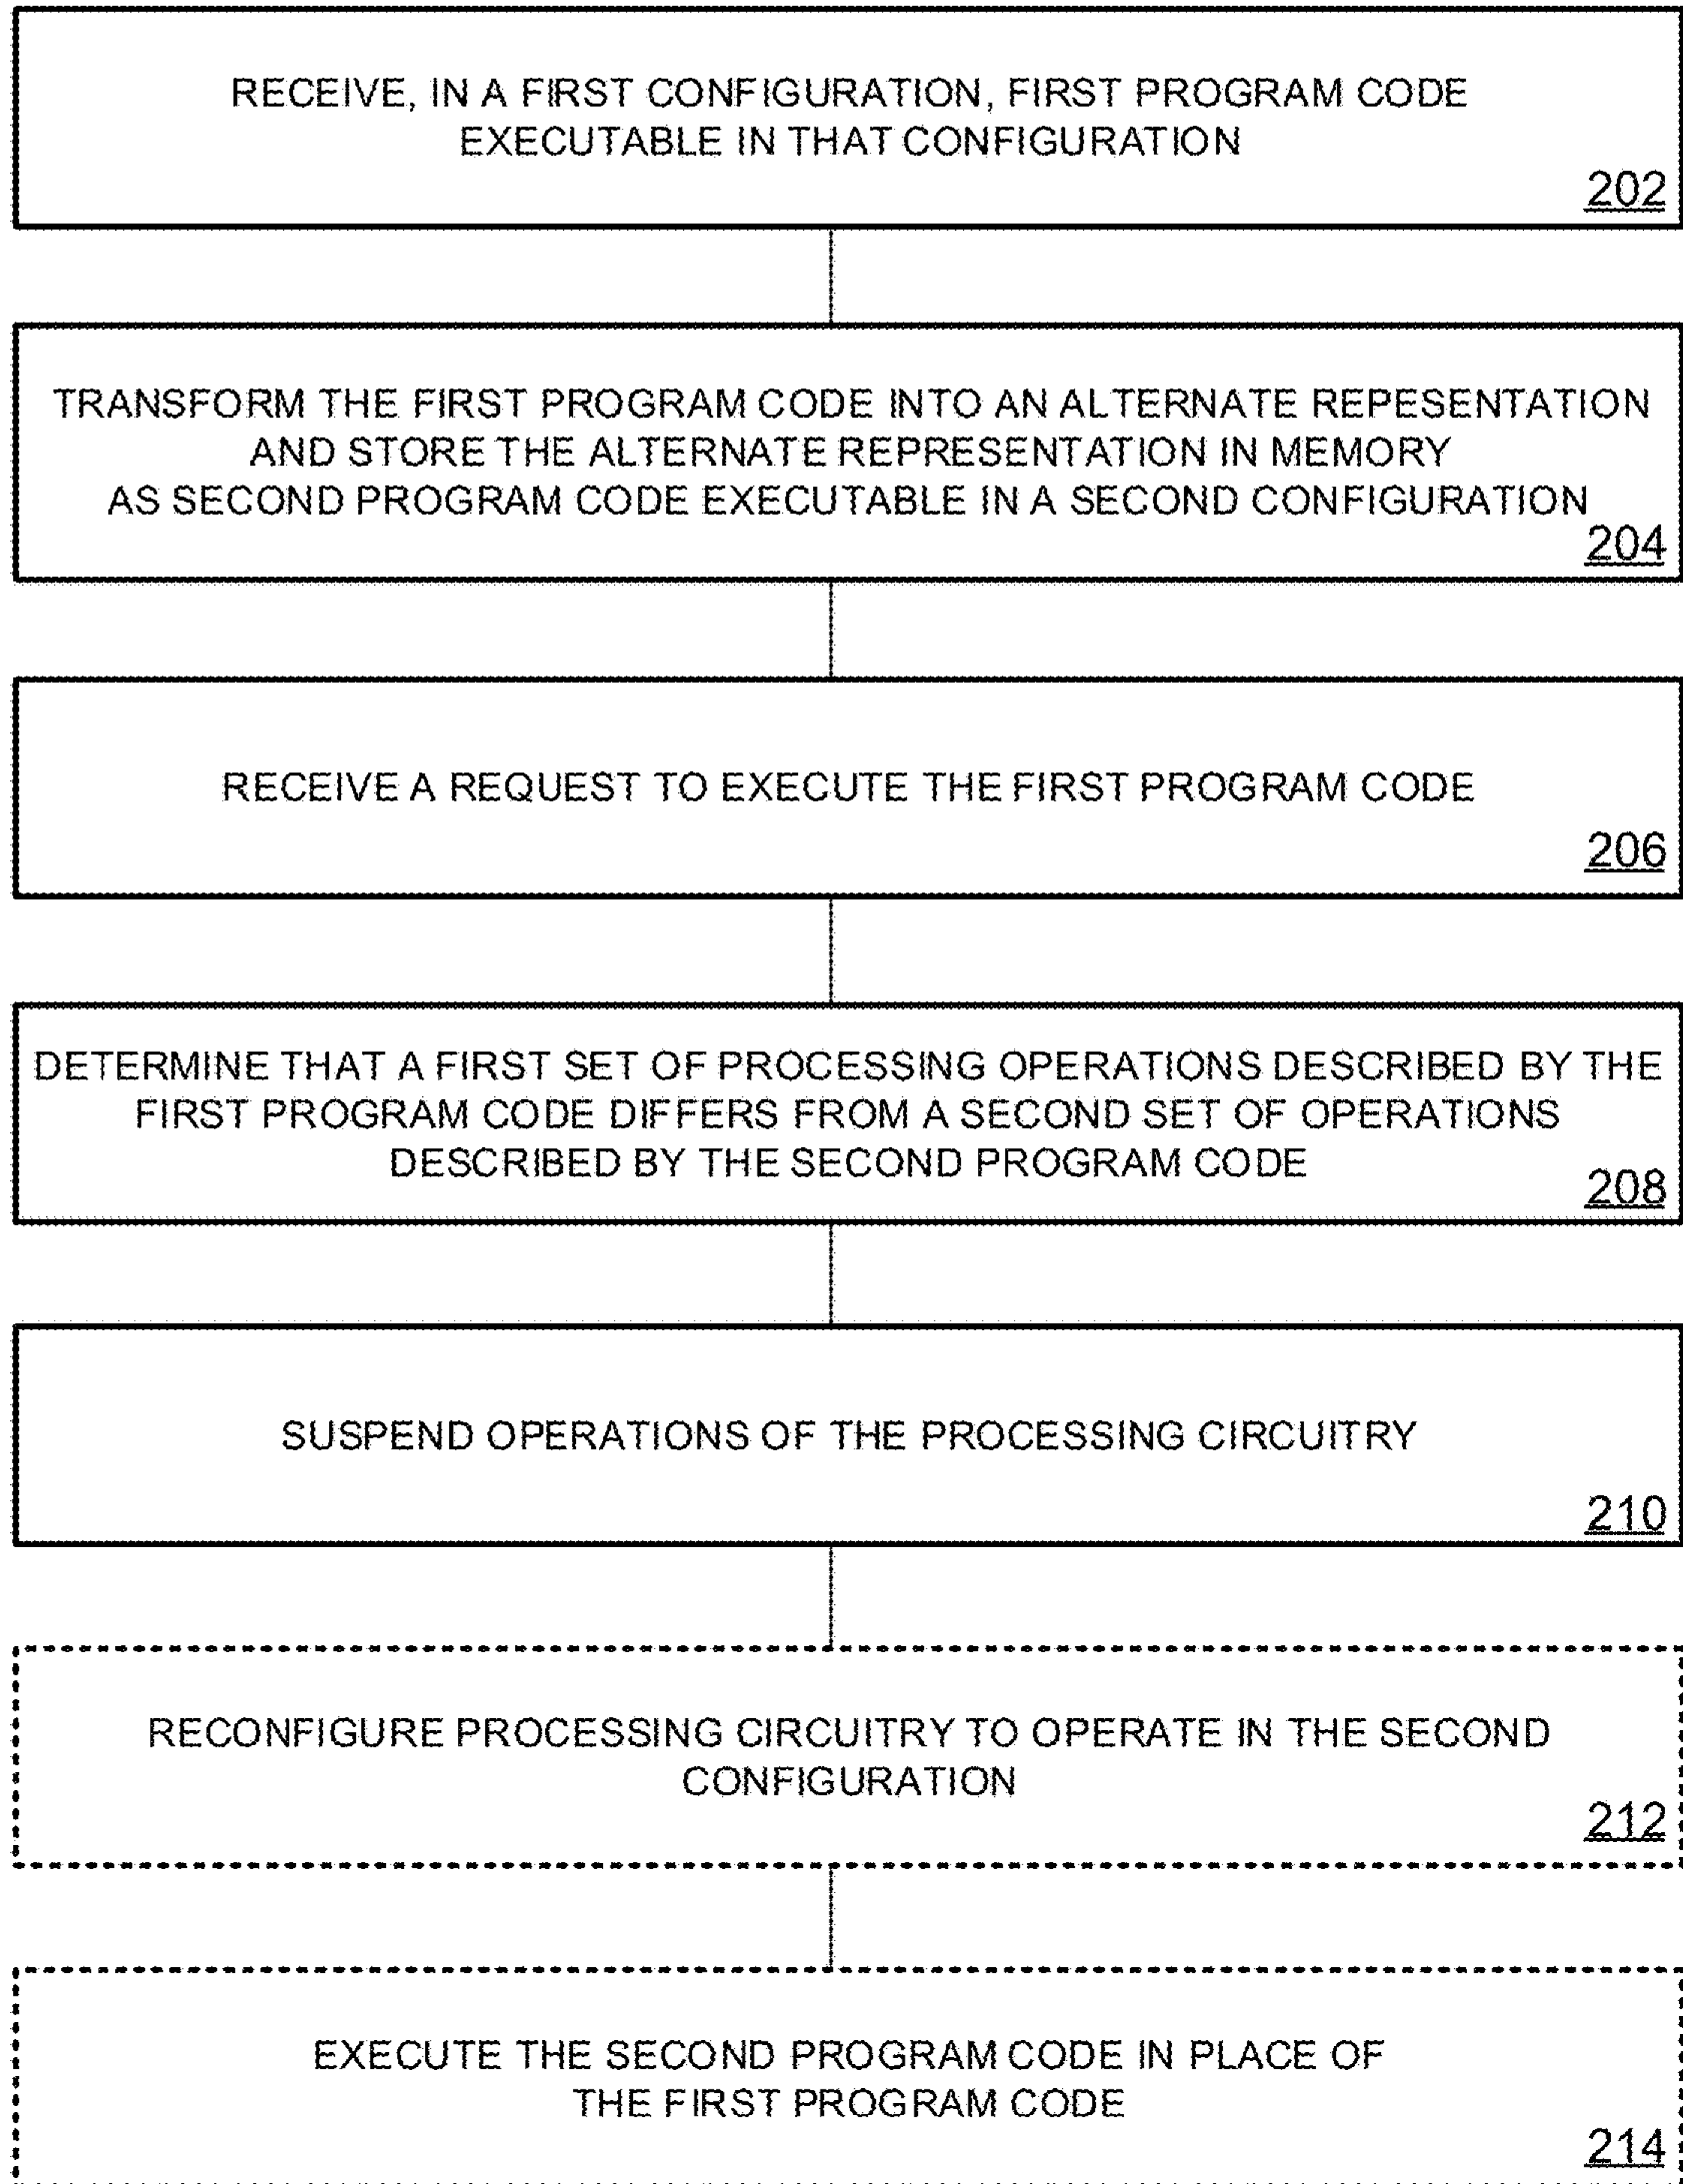 RECEIVE, IN A FIRST CONFIGURATION, FIRST PROGRAM CODE
EXECUTABLE IN THAT CONFIGURATION
202
TRANSFORM THE FIRST PROGRAM CODE INTO AN ALTERNATE REPESENTATION
AND STORE THE ALTERNATE REPRESENTATION IN MEMORY
AS SECOND PROGRAM CODE EXECUTABLE IN A SECOND CONFIGURATION
204
RECEIVE A REQUEST TO EXECUTE THE FIRST PROGRAM CODE
206
DETERMINE THAT A FIRST SET OF PROCESSING OPERATIONS DESCRIBED BY THE
FIRST PROGRAM CODE DIFFERS FROM A SECOND SET OF OPERATIONS
DESCRIBED BY THE SECOND PROGRAM CODE
208
SUSPEND OPERATIONS OF THE PROCESSING CIRCUITRY
210
RECONFIGURE PROCESSING CIRCUITRY TO OPERATE IN THE SECOND
CONFIGURATION
212
EXECUTE THE SECOND PROGRAM CODE IN PLACE OF
THE FIRST PROGRAM CODE
214